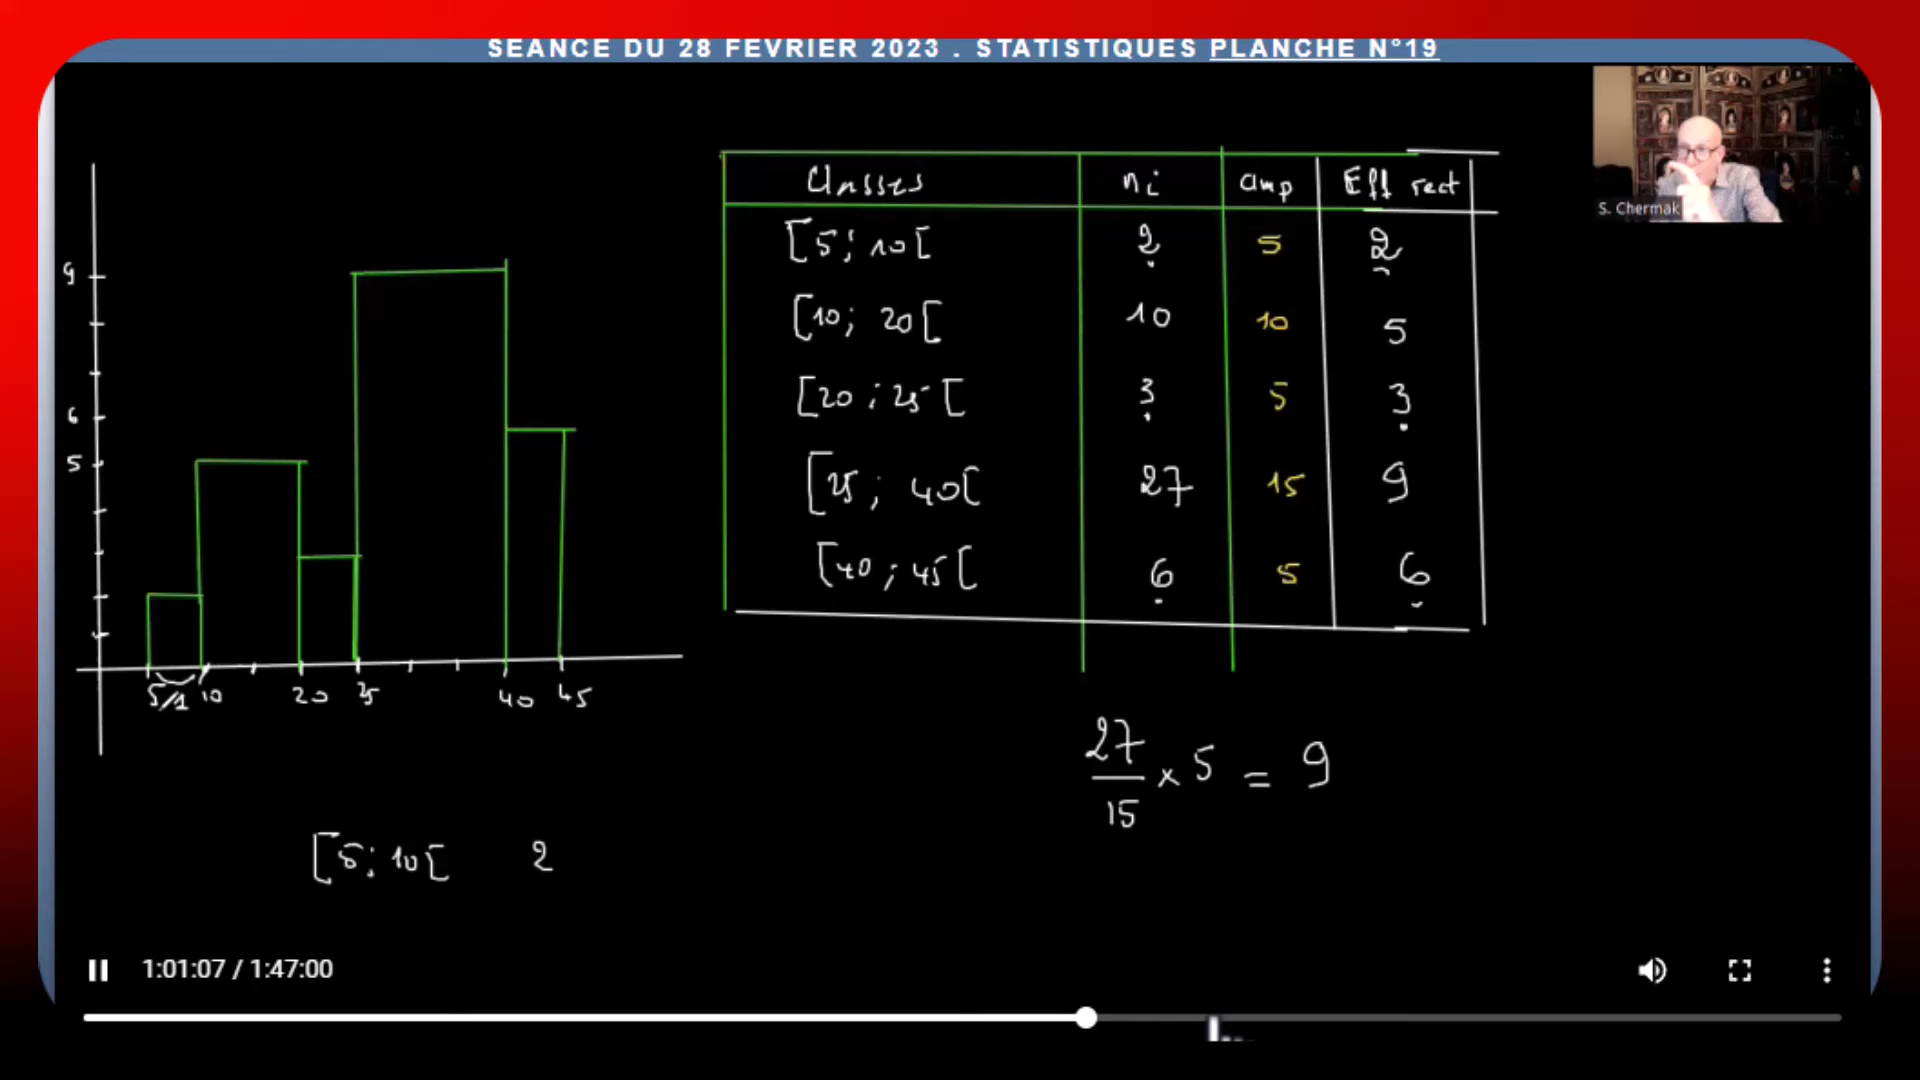 SEANCE DU 28 FEVRIER 2023 . STATISTIQUES PLANCHE N°19
S. Chermak
Classes ni amp Eff rect
[5; 10[ 2 5 2
[10; 20[ 10 10 5
[20; 25[ 3 5 3
[25; 40[ 27 15 9
[40; 45[ 6 5 6
9
6
5
5/1 10 20 25 40 45
27/15 × 5 = 9
[5; 10[ 2
1:01:07 / 1:47:00